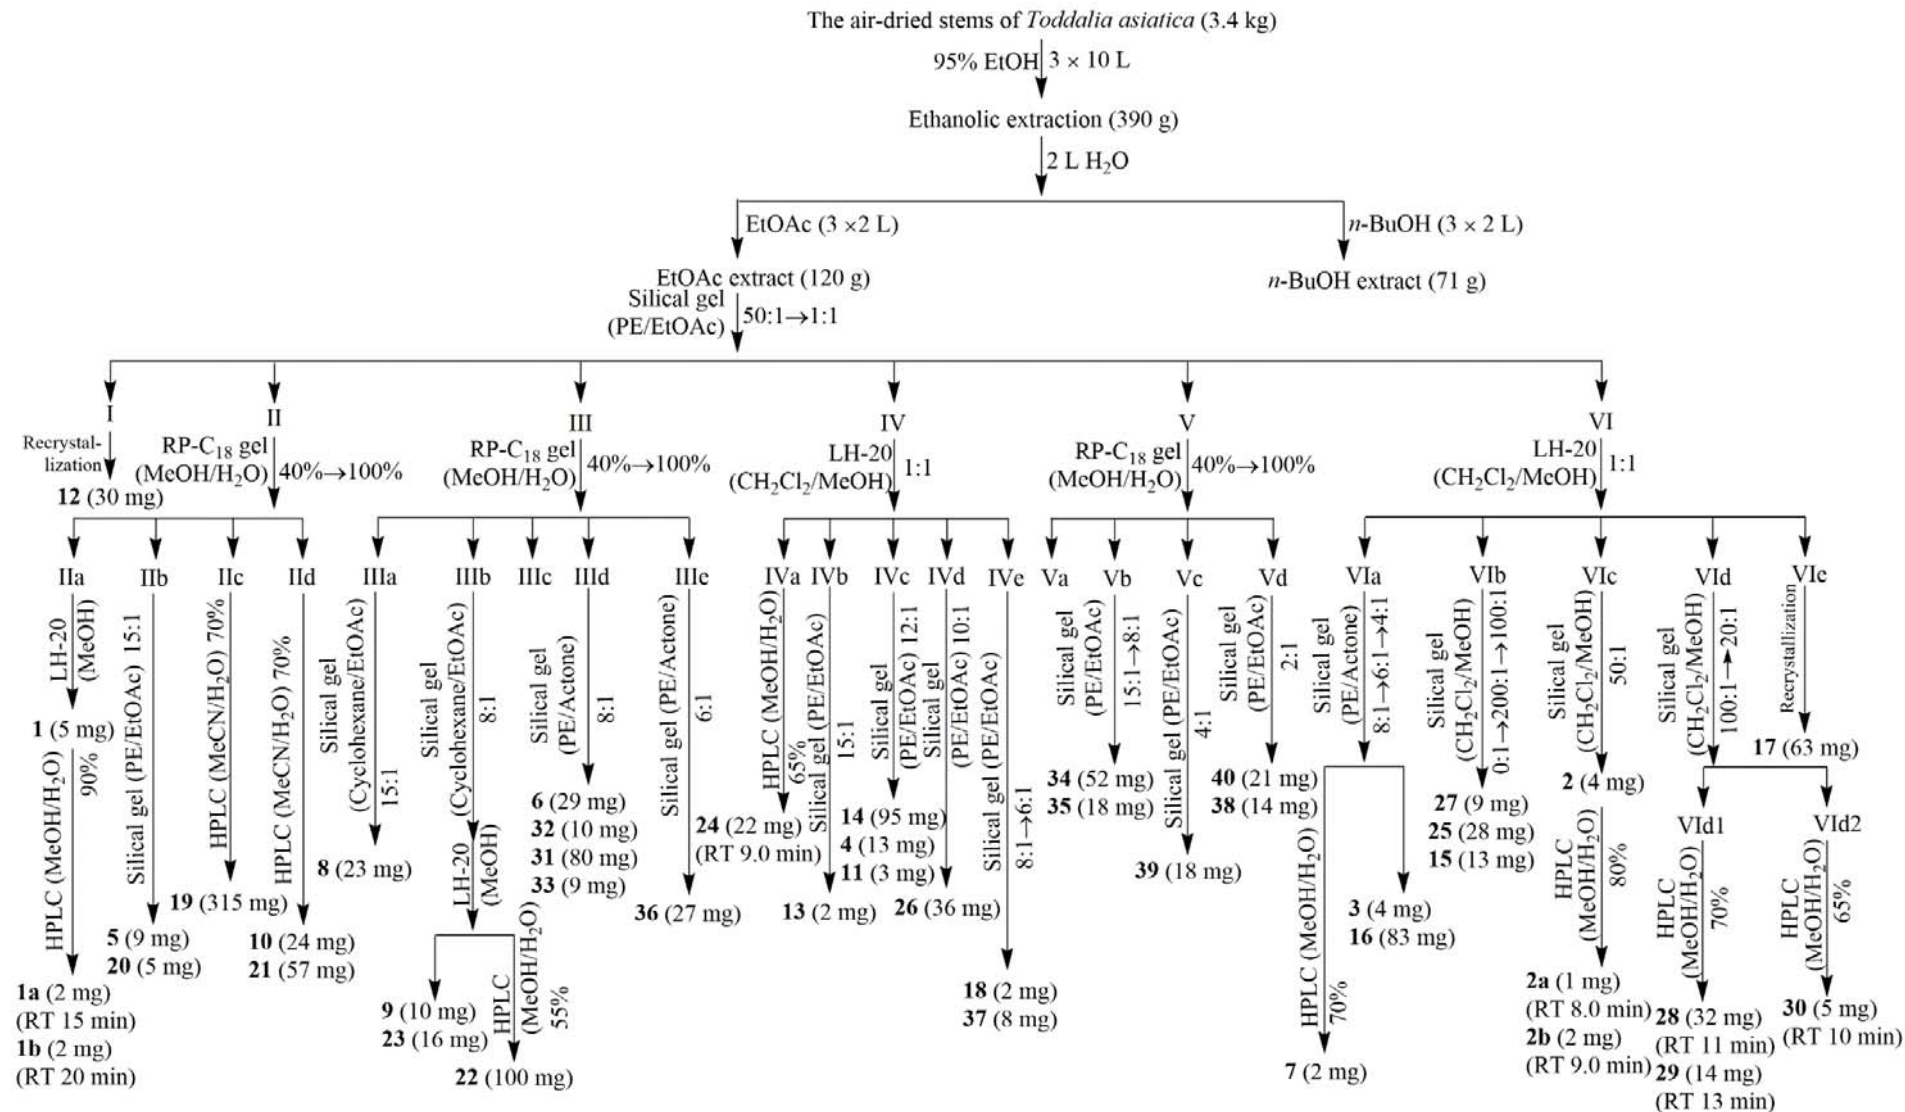 The air-dried stems of Toddalia asiatica (3.4 kg)
95% EtOH 3 × 10 L
Ethanolic extraction (390 g)
2 L H₂O
EtOAc (3 ×2 L)
n-BuOH (3 × 2 L)
EtOAc extract (120 g)
n-BuOH extract (71 g)
Silical gel
(PE/EtOAc)
50:1→1:1
I
II
III
IV
V
VI
Recrystal-
lization
12 (30 mg)
RP-C₁₈ gel
(MeOH/H₂O)
40%→100%
RP-C₁₈ gel
(MeOH/H₂O)
40%→100%
LH-20
(CH₂Cl₂/MeOH)
1:1
RP-C₁₈ gel
(MeOH/H₂O)
40%→100%
LH-20
(CH₂Cl₂/MeOH)
1:1
IIa
IIb
IIc
IId
IIIa
IIIb
IIIc
IIId
IIIe
IVa
IVb
IVc
IVd
IVe
Va
Vb
Vc
Vd
VIa
VIb
VIc
VId
VIe
LH-20
(MeOH)
1 (5 mg)
HPLC (MeOH/H₂O)
90%
1a (2 mg)
(RT 15 min)
1b (2 mg)
(RT 20 min)
Silical gel (PE/EtOAc) 15:1
5 (9 mg)
20 (5 mg)
HPLC (MeCN/H₂O) 70%
19 (315 mg)
HPLC (MeCN/H₂O) 70%
10 (24 mg)
21 (57 mg)
Silical gel
(Cyclohexane/EtOAc)
15:1
8 (23 mg)
Silical gel
(Cyclohexane/EtOAc)
8:1
LH-20
(MeOH)
9 (10 mg)
23 (16 mg)
HPLC
(MeOH/H₂O)
55%
22 (100 mg)
Silical gel
(PE/Actone)
8:1
6 (29 mg)
32 (10 mg)
31 (80 mg)
33 (9 mg)
Silical gel (PE/Actone)
6:1
36 (27 mg)
HPLC (MeOH/H₂O)
65%
24 (22 mg)
(RT 9.0 min)
Silical gel (PE/EtOAc)
15:1
13 (2 mg)
Silical gel
(PE/EtOAc) 12:1
14 (95 mg)
4 (13 mg)
11 (3 mg)
Silical gel
(PE/EtOAc) 10:1
26 (36 mg)
Silical gel (PE/EtOAc)
8:1→6:1
18 (2 mg)
37 (8 mg)
Silical gel
(PE/EtOAc)
15:1→8:1
34 (52 mg)
35 (18 mg)
Silical gel (PE/EtOAc)
4:1
39 (18 mg)
Silical gel
(PE/EtOAc)
2:1
40 (21 mg)
38 (14 mg)
Silical gel
(PE/Actone)
8:1→6:1→4:1
HPLC (MeOH/H₂O)
70%
7 (2 mg)
3 (4 mg)
16 (83 mg)
Silical gel
(CH₂Cl₂/MeOH)
0:1→200:1→100:1
27 (9 mg)
25 (28 mg)
15 (13 mg)
Silical gel
(CH₂Cl₂/MeOH)
50:1
2 (4 mg)
HPLC
(MeOH/H₂O)
80%
2a (1 mg)
(RT 8.0 min)
2b (2 mg)
(RT 9.0 min)
Silical gel
(CH₂Cl₂/MeOH)
100:1→20:1
VId1
VId2
HPLC
(MeOH/H₂O)
70%
28 (32 mg)
(RT 11 min)
29 (14 mg)
(RT 13 min)
HPLC
(MeOH/H₂O)
65%
30 (5 mg)
(RT 10 min)
Recrystallization
17 (63 mg)